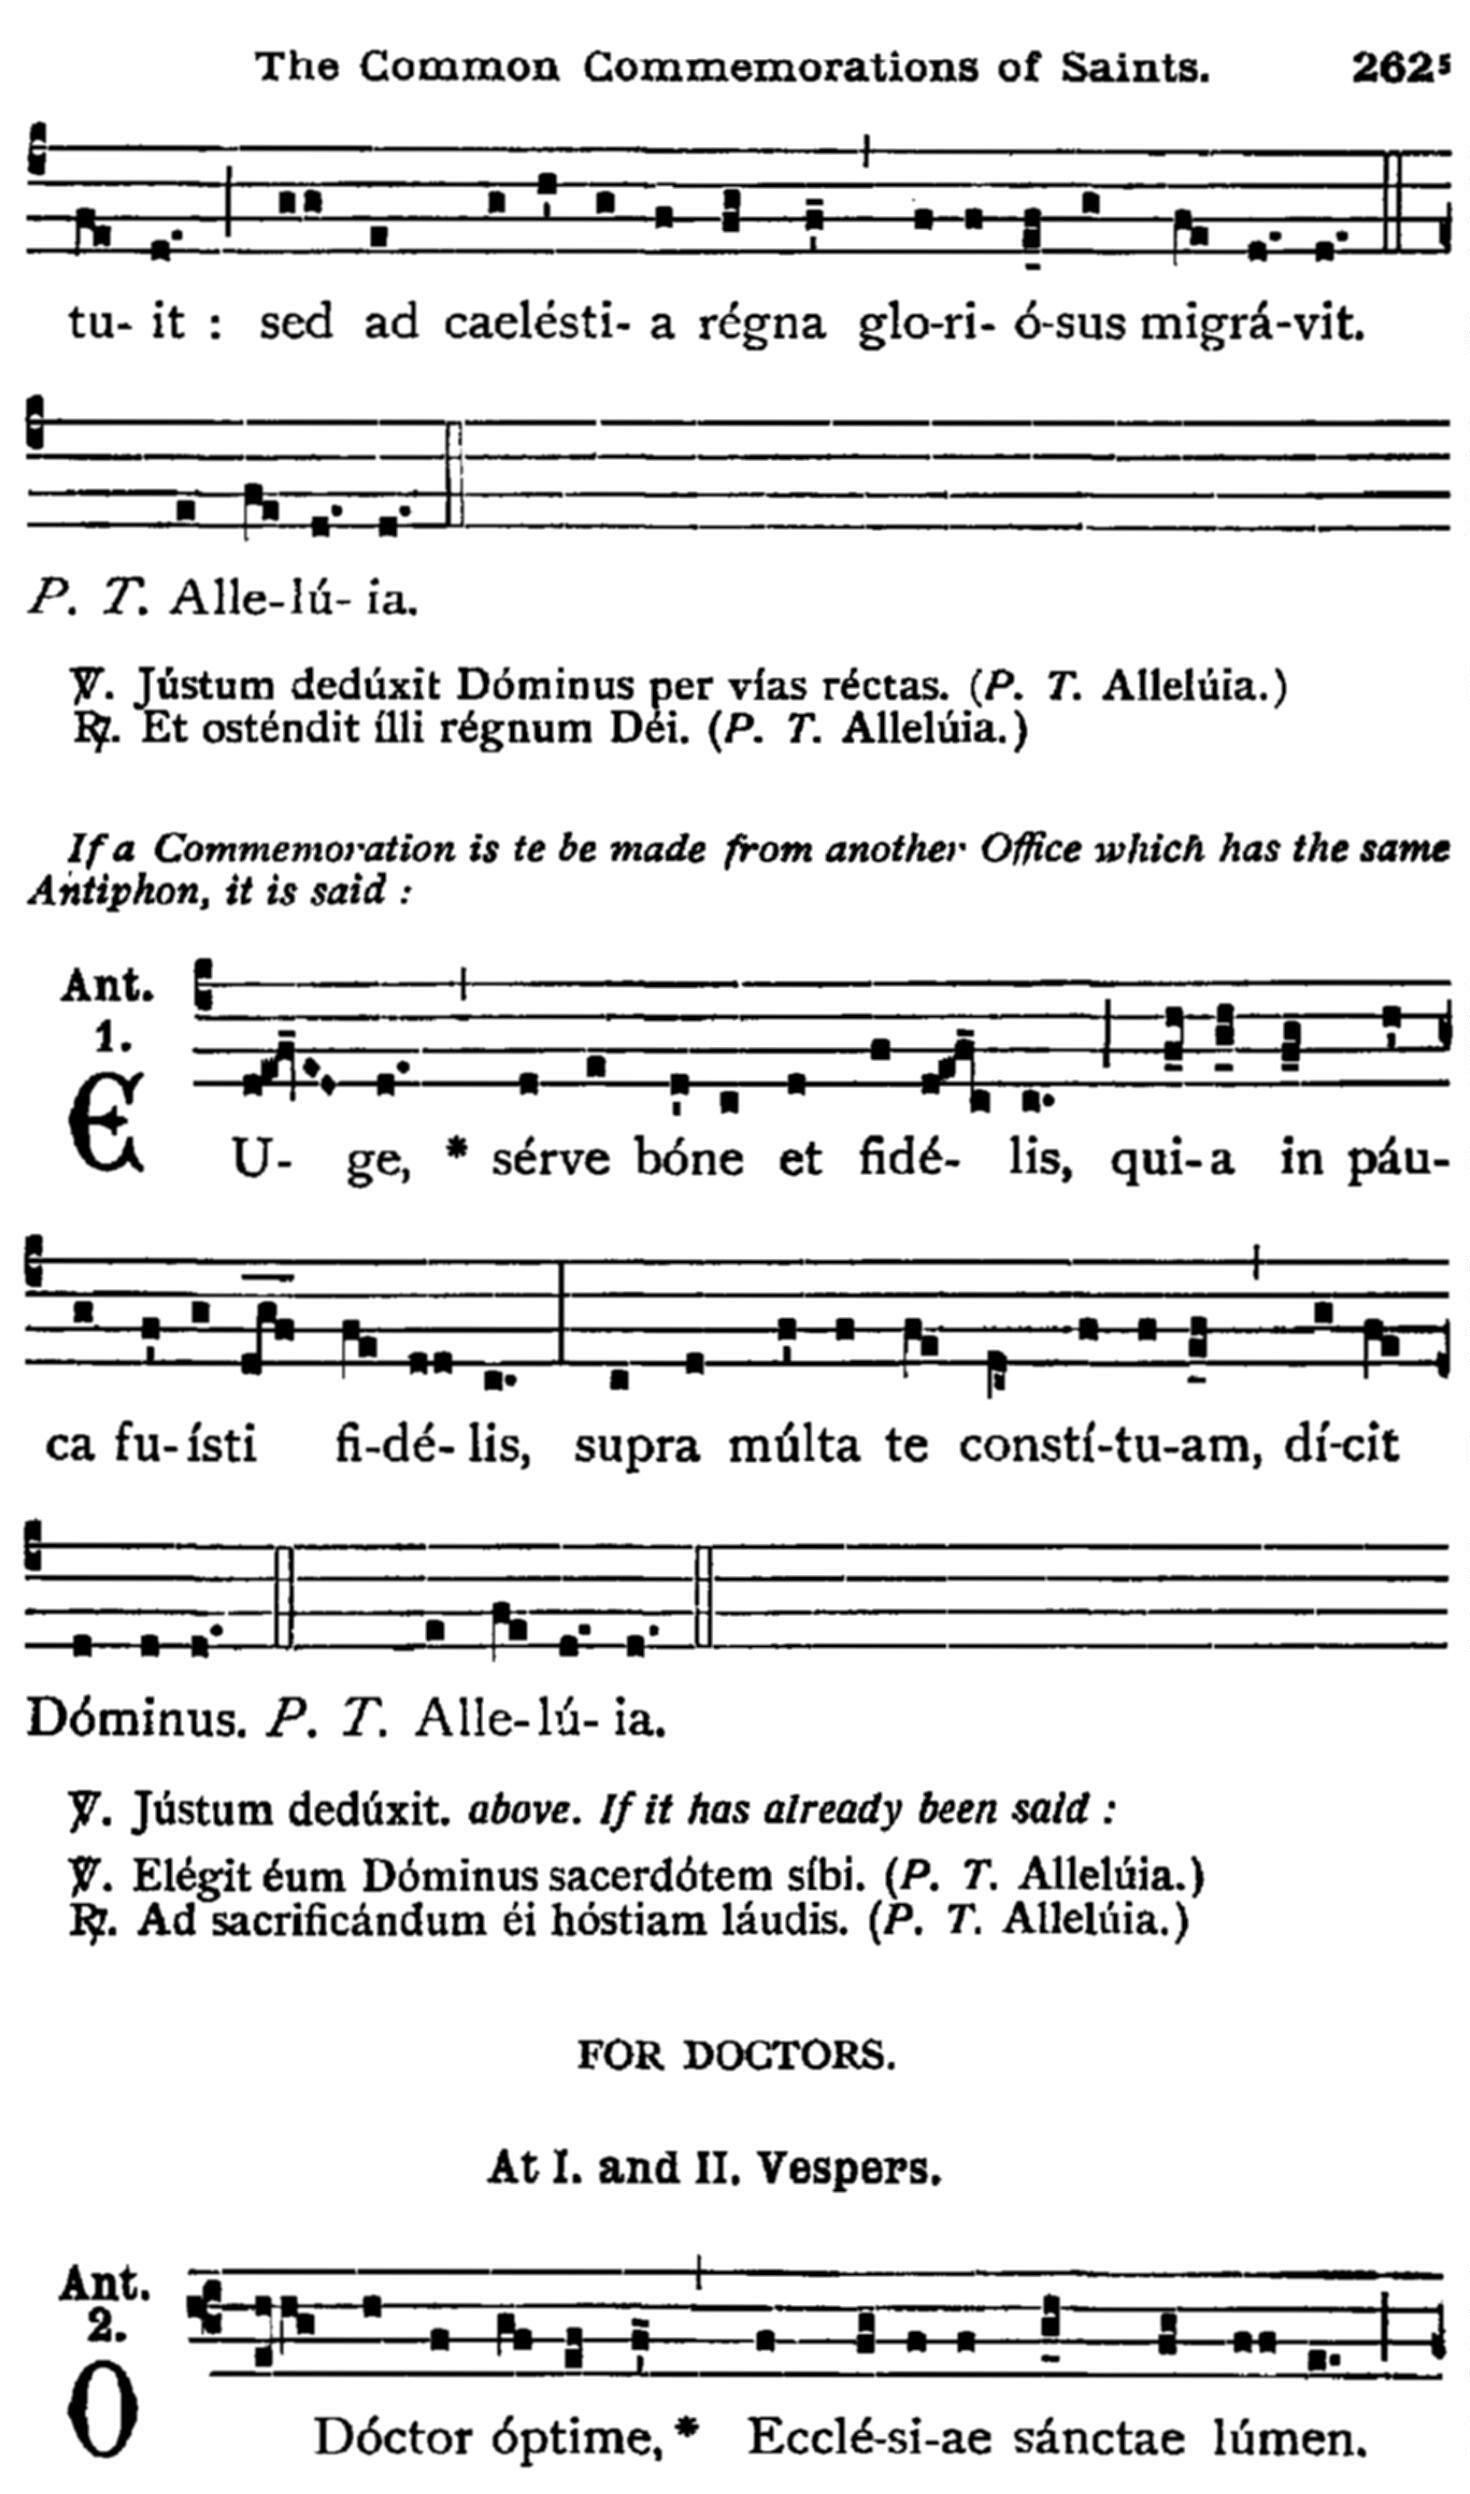 The Common Commemorations of Saints. 262⁵
tu- it : sed ad caelésti- a régna glo-ri- ó-sus migrá-vit.
P. T. Alle-lú- ia.
℣. Jústum dedúxit Dóminus per vías réctas. (P. T. Allelúia.)
℟. Et osténdit ílli régnum Déi. (P. T. Allelúia.)
If a Commemoration is te be made from another Office which has the same
Antiphon, it is said :
Ant.
1.
EU- ge, * sérve bóne et fidé- lis, qui-a in páu-
ca fu-ísti fi-dé-lis, supra múlta te constí-tu-am, dí-cit
Dóminus. P. T. Alle-lú- ia.
℣. Jústum dedúxit. above. If it has already been said :
℣. Elégit éum Dóminus sacerdótem síbi. (P. T. Allelúia.)
℟. Ad sacrificándum éi hóstiam láudis. (P. T. Allelúia.)
FOR DOCTORS.
At I. and II. Vespers.
Ant.
2.
O Dóctor óptime, * Ecclé-si-ae sánctae lúmen.